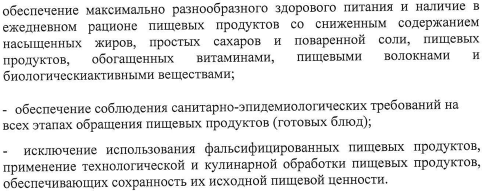 обеспечение максимально разнообразного здорового питания и наличие в
ежедневном рационе пищевых продуктов со сниженным содержанием
насыщенных жиров, простых сахаров и поваренной соли, пищевых
продуктов, обогащенных витаминами, пищевыми волокнами и
биологическиактивными веществами;
- обеспечение соблюдения санитарно-эпидемиологических требований на
всех этапах обращения пищевых продуктов (готовых блюд);
- исключение использования фальсифицированных пищевых продуктов,
применение технологической и кулинарной обработки пищевых продуктов,
обеспечивающих сохранность их исходной пищевой ценности.